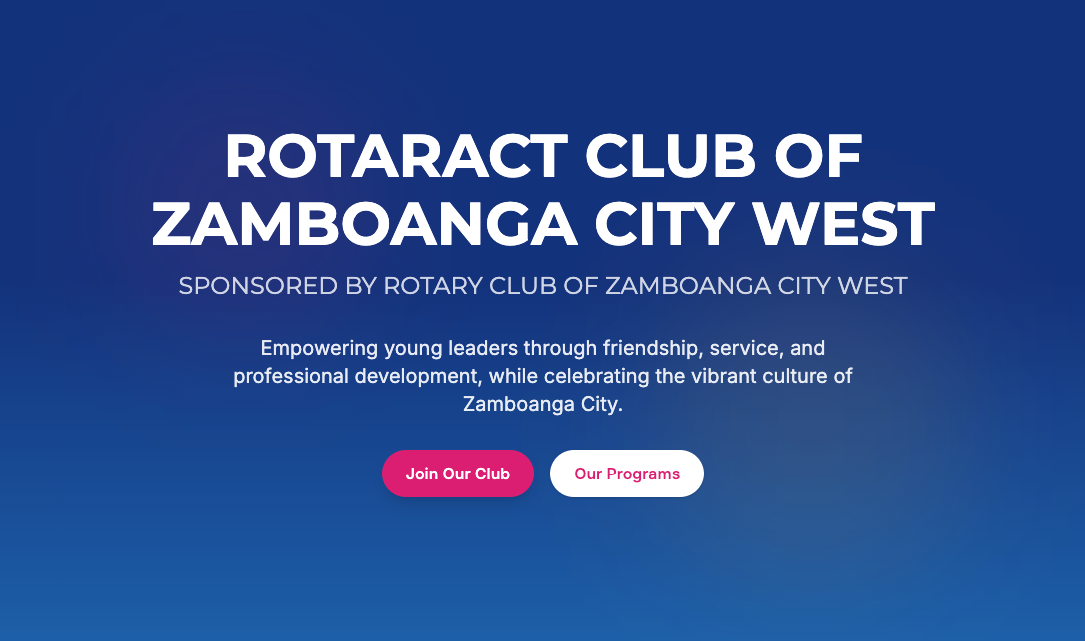 ROTARACT CLUB OF
ZAMBOANGA CITY WEST
SPONSORED BY ROTARY CLUB OF ZAMBOANGA CITY WEST
Empowering young leaders through friendship, service, and
professional development, while celebrating the vibrant culture of
Zamboanga City.
Join Our Club
Our Programs